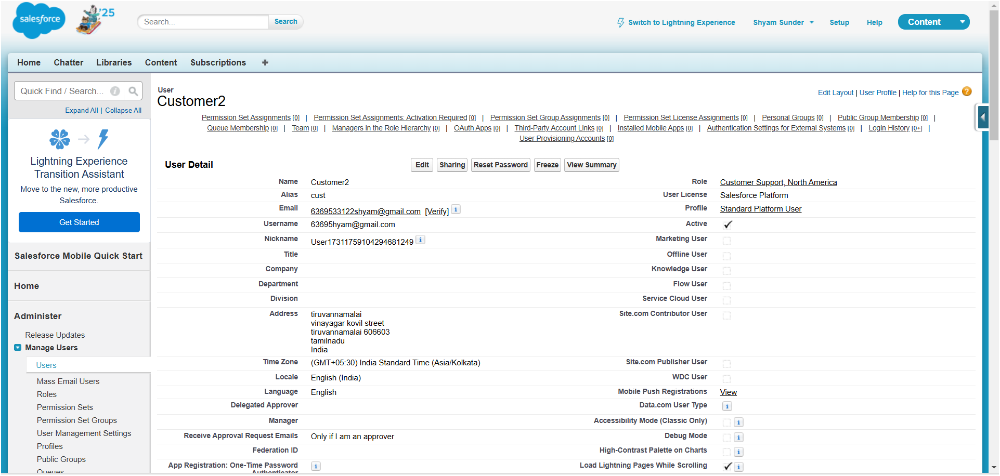 salesforce
'25
Search...
Search
Switch to Lightning Experience
Shyam Sunder
Setup
Help
Content
Home
Chatter
Libraries
Content
Subscriptions
+
Quick Find / Search...
Expand All | Collapse All
Lightning Experience
Transition Assistant
Move to the new, more productive
Salesforce.
Get Started
Salesforce Mobile Quick Start
Home
Administer
Release Updates
Manage Users
Users
Mass Email Users
Roles
Permission Sets
Permission Set Groups
User Management Settings
Profiles
Public Groups
Queues
User
Customer2
Edit Layout | User Profile | Help for this Page ?
Permission Set Assignments [0] | Permission Set Assignments: Activation Required [0] | Permission Set Group Assignments [0] | Permission Set License Assignments [0] | Personal Groups [0] | Public Group Membership [0] |
Queue Membership [0] | Team [0] | Managers in the Role Hierarchy [0] | OAuth Apps [0] | Third-Party Account Links [0] | Installed Mobile Apps [0] | Authentication Settings for External Systems [0] | Login History [0+] |
User Provisioning Accounts [0]
User Detail
Edit
Sharing
Reset Password
Freeze
View Summary
Name Customer2
Role Customer Support, North America
Alias cust
User License Salesforce Platform
Email 6369533122shyam@gmail.com [Verify] i
Profile Standard Platform User
Username 63695hyam@gmail.com
Active
Nickname User17311759104294681249 i
Marketing User
Title
Offline User
Company
Knowledge User
Department
Flow User
Division
Service Cloud User
Address tiruvannamalai
vinayagar kovil street
tiruvannamalai 606603
tamilnadu
India
Site.com Contributor User
Time Zone (GMT+05:30) India Standard Time (Asia/Kolkata)
Site.com Publisher User
Locale English (India)
WDC User
Language English
Mobile Push Registrations View
Delegated Approver
Data.com User Type i
Manager
Accessibility Mode (Classic Only) i
Receive Approval Request Emails Only if I am an approver
Debug Mode i
Federation ID
High-Contrast Palette on Charts i
App Registration: One-Time Password i
Authenticator
Load Lightning Pages While Scrolling i